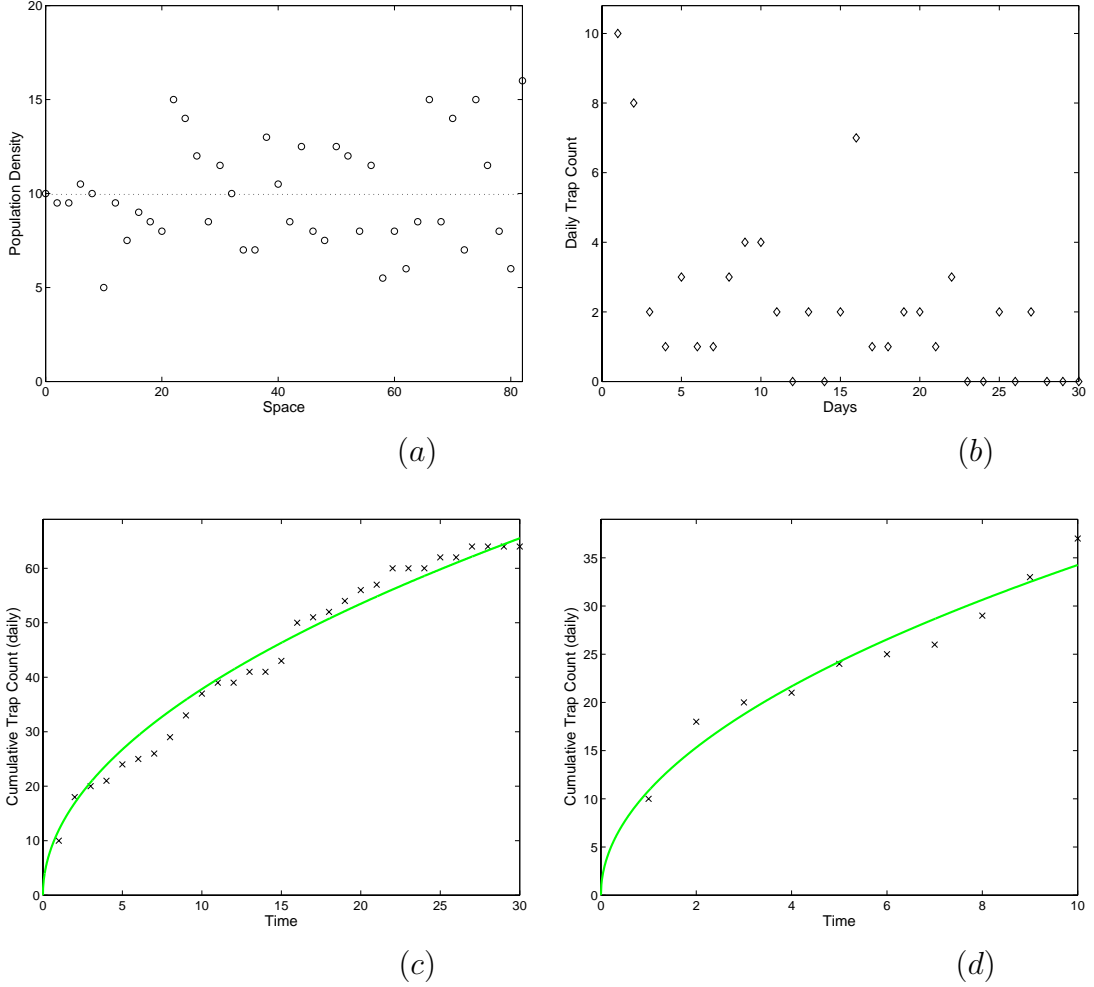 20
15
10
5
0
0 20 40 60 80
Population Density
Space
(a)
10
8
6
4
2
0
0 5 10 15 20 25 30
Daily Trap Count
Days
(b)
60
50
40
30
20
10
0
0 5 10 15 20 25 30
Cumulative Trap Count (daily)
Time
(c)
35
30
25
20
15
10
5
0
0 2 4 6 8 10
Cumulative Trap Count (daily)
Time
(d)